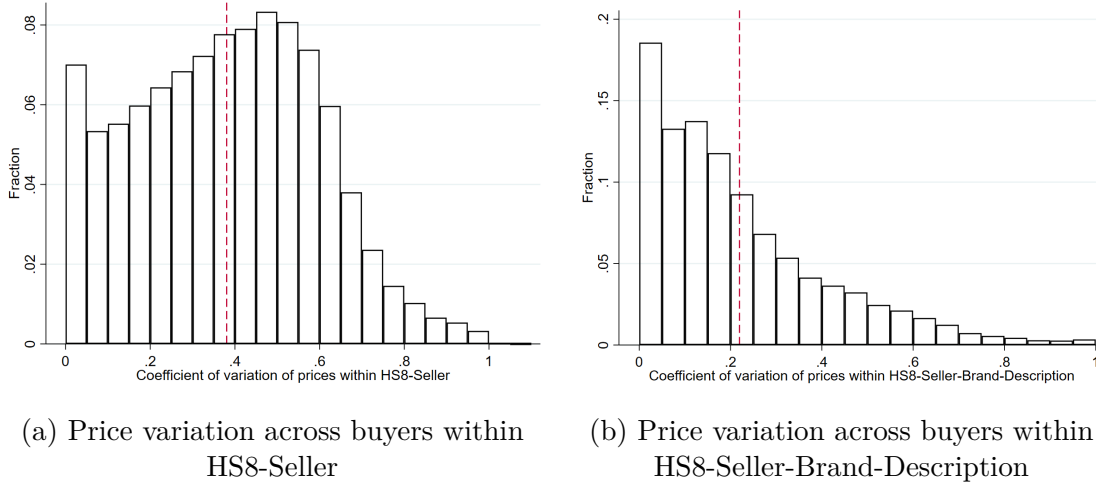 .08
.06
.04
.02
0
Fraction
0 .2 .4 .6 .8 1
Coefficient of variation of prices within HS8-Seller
(a) Price variation across buyers within
HS8-Seller
.2
.15
.1
.05
0
Fraction
0 .2 .4 .6 .8 1
Coefficient of variation of prices within HS8-Seller-Brand-Description
(b) Price variation across buyers within
HS8-Seller-Brand-Description